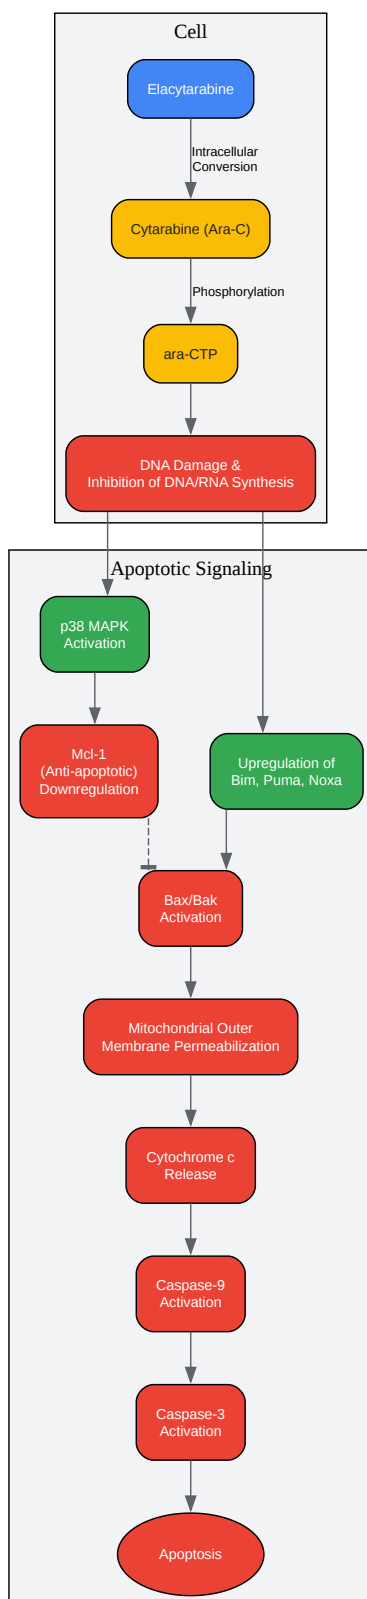 Cell
Elacytarabine
Intracellular
Conversion
Cytarabine (Ara-C)
Phosphorylation
ara-CTP
DNA Damage &
Inhibition of DNA/RNA Synthesis
Apoptotic Signaling
p38 MAPK
Activation
Mcl-1
(Anti-apoptotic)
Downregulation
Upregulation of
Bim, Puma, Noxa
Bax/Bak
Activation
Mitochondrial Outer
Membrane Permeabilization
Cytochrome c
Release
Caspase-9
Activation
Caspase-3
Activation
Apoptosis